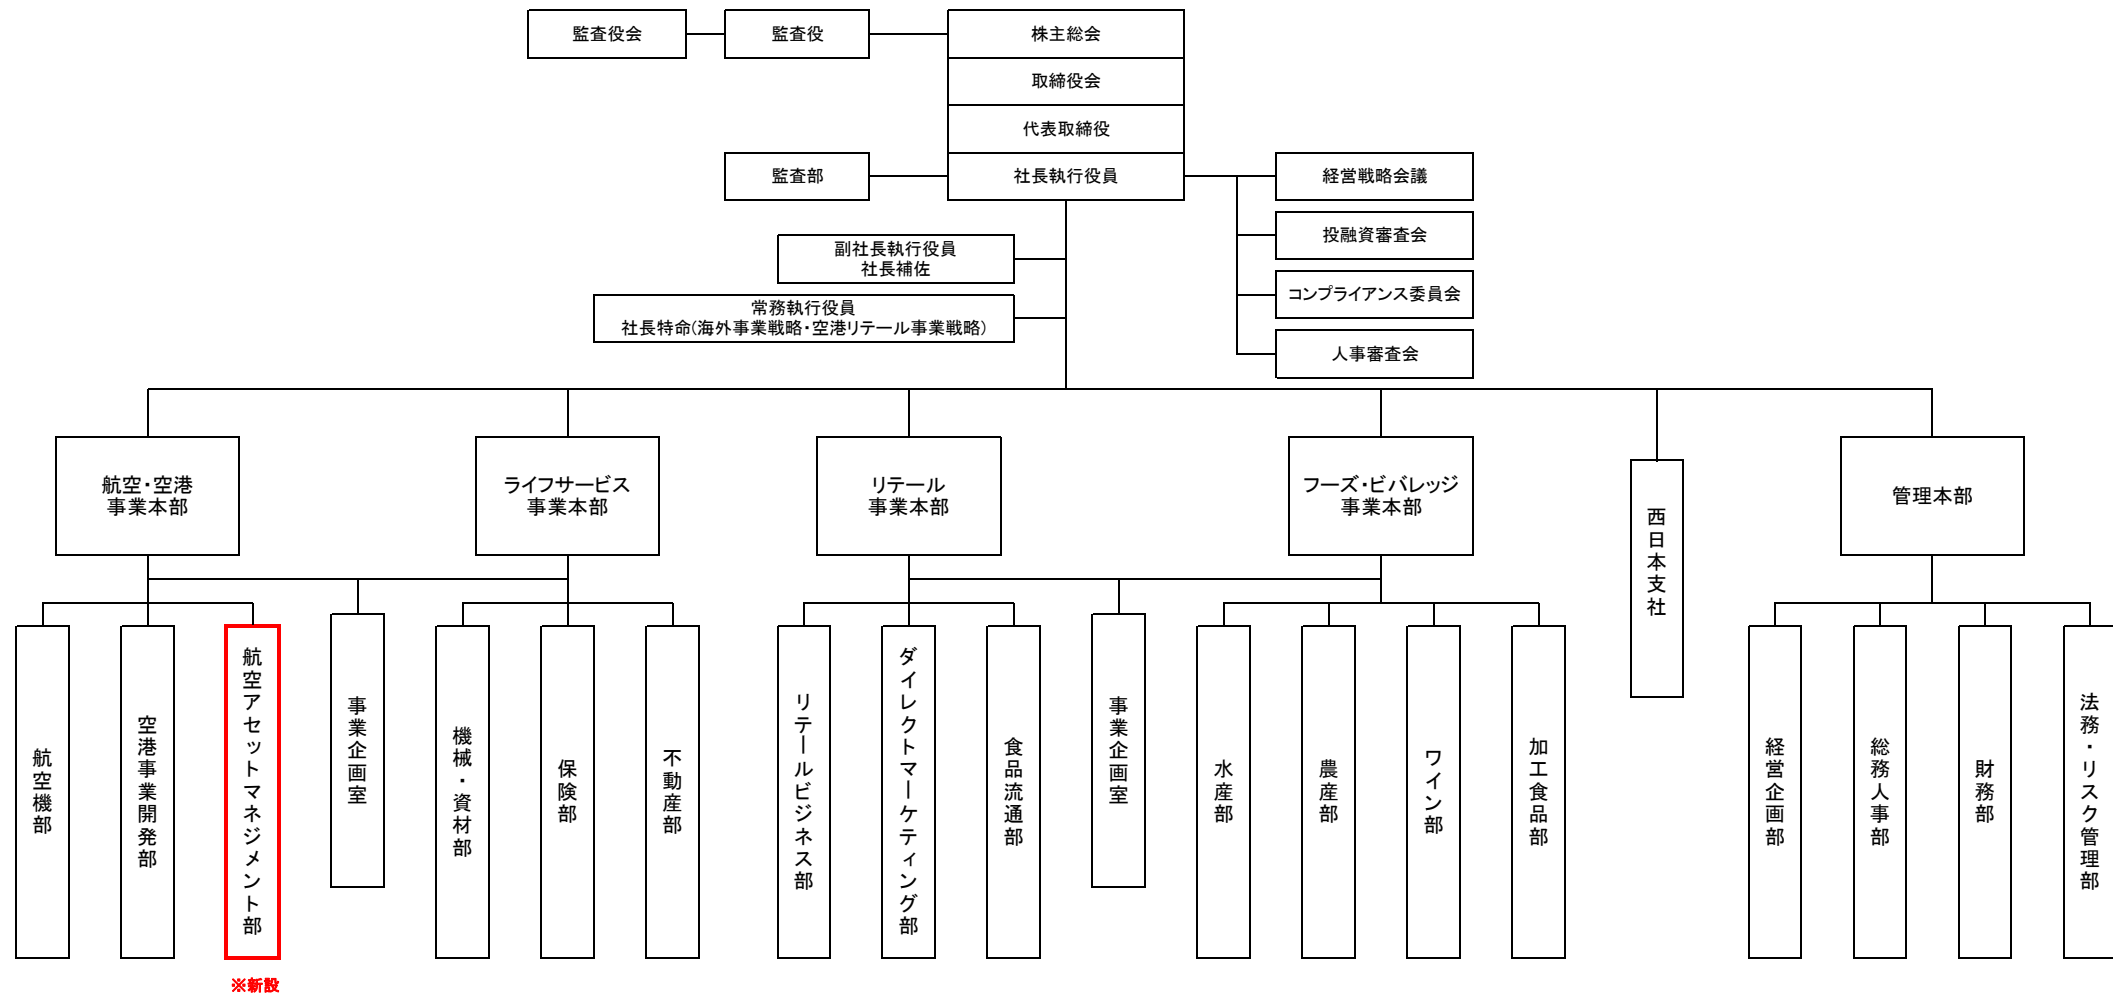 監査役会
監査役
株主総会
取締役会
代表取締役
監査部
社長執行役員
経営戦略会議
投融資審査会
コンプライアンス委員会
人事審査会
副社長執行役員
社長補佐
常務執行役員
社長特命(海外事業戦略・空港リテール事業戦略)
航空・空港
事業本部
ライフサービス
事業本部
リテール
事業本部
フーズ・ビバレッジ
事業本部
西日本支社
管理本部
航空機部
空港事業開発部
航空アセットマネジメント部
事業企画室
機械・資材部
保険部
不動産部
リテールビジネス部
ダイレクトマーケティング部
食品流通部
事業企画室
水産部
農産部
ワイン部
加工食品部
経営企画部
総務人事部
財務部
法務・リスク管理部
※新設